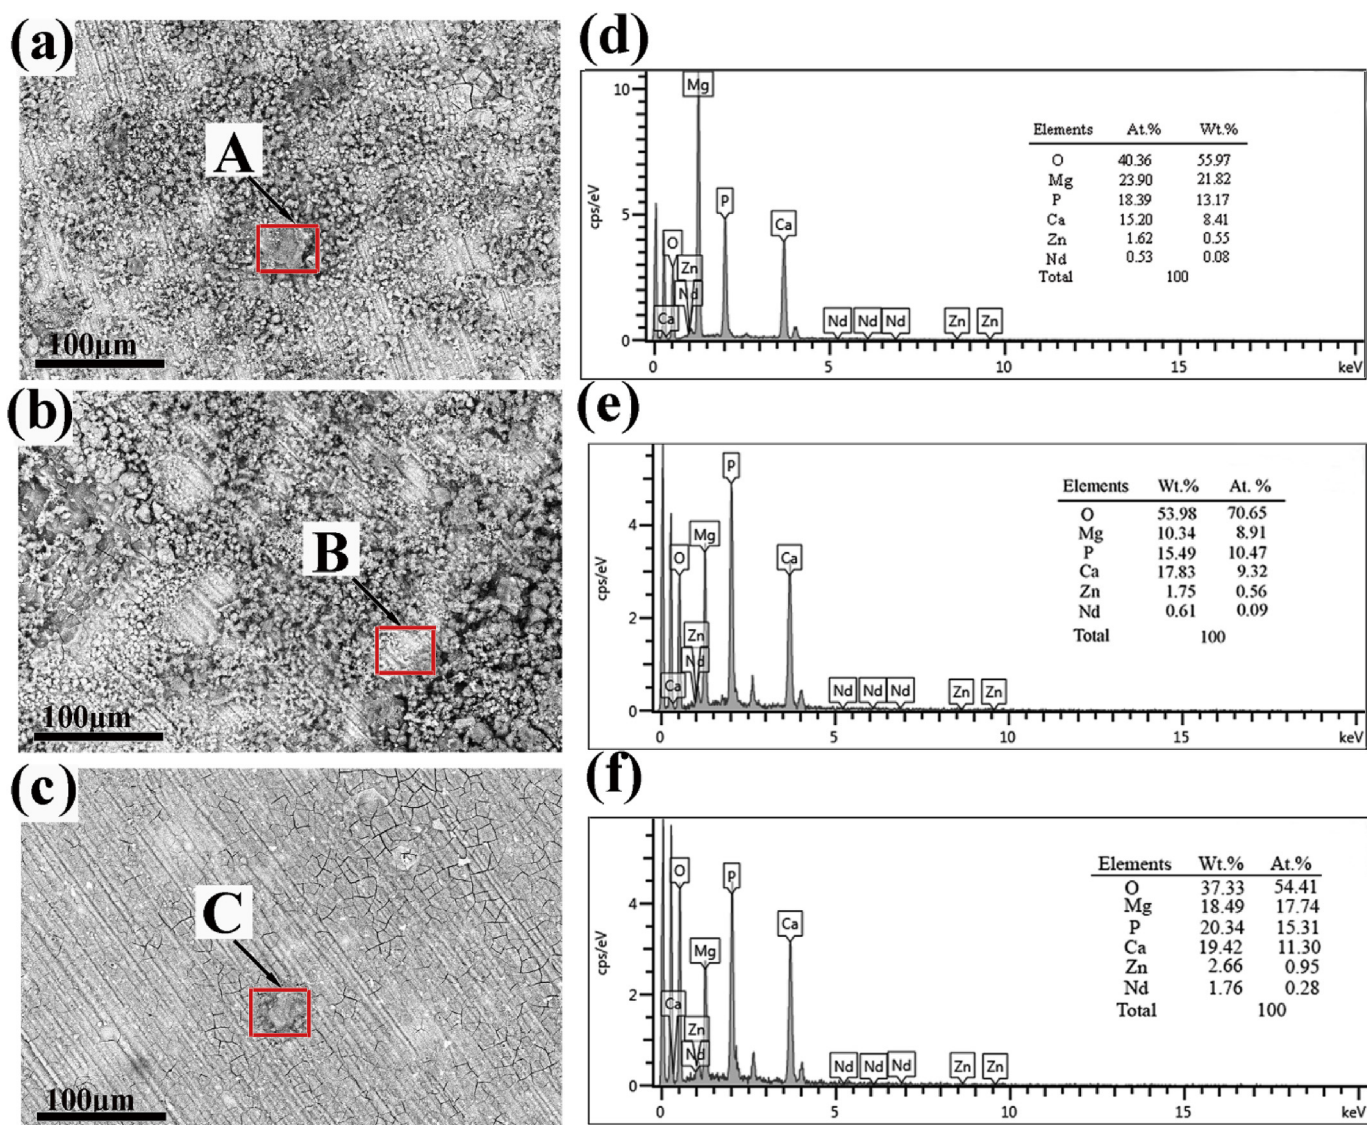 (a)
A
100μm
(d)
cps/eV
10
5
0
Mg
P
Ca
O
Zn
Nd
Ca
Nd Nd Nd Zn Zn
0 5 10 15 keV
Elements At.% Wt.%
O 40.36 55.97
Mg 23.90 21.82
P 18.39 13.17
Ca 15.20 8.41
Zn 1.62 0.55
Nd 0.53 0.08
Total 100
(b)
B
100μm
(e)
cps/eV
4
2
0
P
Mg
O
Ca
Zn
Nd
Ca
Nd Nd Nd Zn Zn
0 5 10 15 keV
Elements Wt.% At. %
O 53.98 70.65
Mg 10.34 8.91
P 15.49 10.47
Ca 17.83 9.32
Zn 1.75 0.56
Nd 0.61 0.09
Total 100
(c)
C
100μm
(f)
cps/eV
4
2
0
O
P
Ca
Mg
Ca
Zn
Nd
Nd Nd Nd Zn Zn
0 5 10 15 keV
Elements Wt.% At.%
O 37.33 54.41
Mg 18.49 17.74
P 20.34 15.31
Ca 19.42 11.30
Zn 2.66 0.95
Nd 1.76 0.28
Total 100